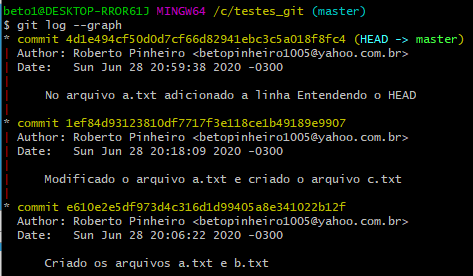 beto1@DESKTOP-RROR61J MINGW64 /c/testes_git (master)
$ git log --graph
* commit 4d1e494cf50d0d7cf66d82941ebc3c5a018f8fc4 (HEAD -> master)
| Author: Roberto Pinheiro <betopinheiro1005@yahoo.com.br>
| Date:   Sun Jun 28 20:59:38 2020 -0300
|
|     No arquivo a.txt adicionado a linha Entendendo o HEAD
|
* commit 1ef84d93123810df7717f3e118ce1b49189e9907
| Author: Roberto Pinheiro <betopinheiro1005@yahoo.com.br>
| Date:   Sun Jun 28 20:18:09 2020 -0300
|
|     Modificado o arquivo a.txt e criado o arquivo c.txt
|
* commit e610e2e5df973d4c316d1d99405a8e341022b12f
  Author: Roberto Pinheiro <betopinheiro1005@yahoo.com.br>
  Date:   Sun Jun 28 20:06:22 2020 -0300

      Criado os arquivos a.txt e b.txt